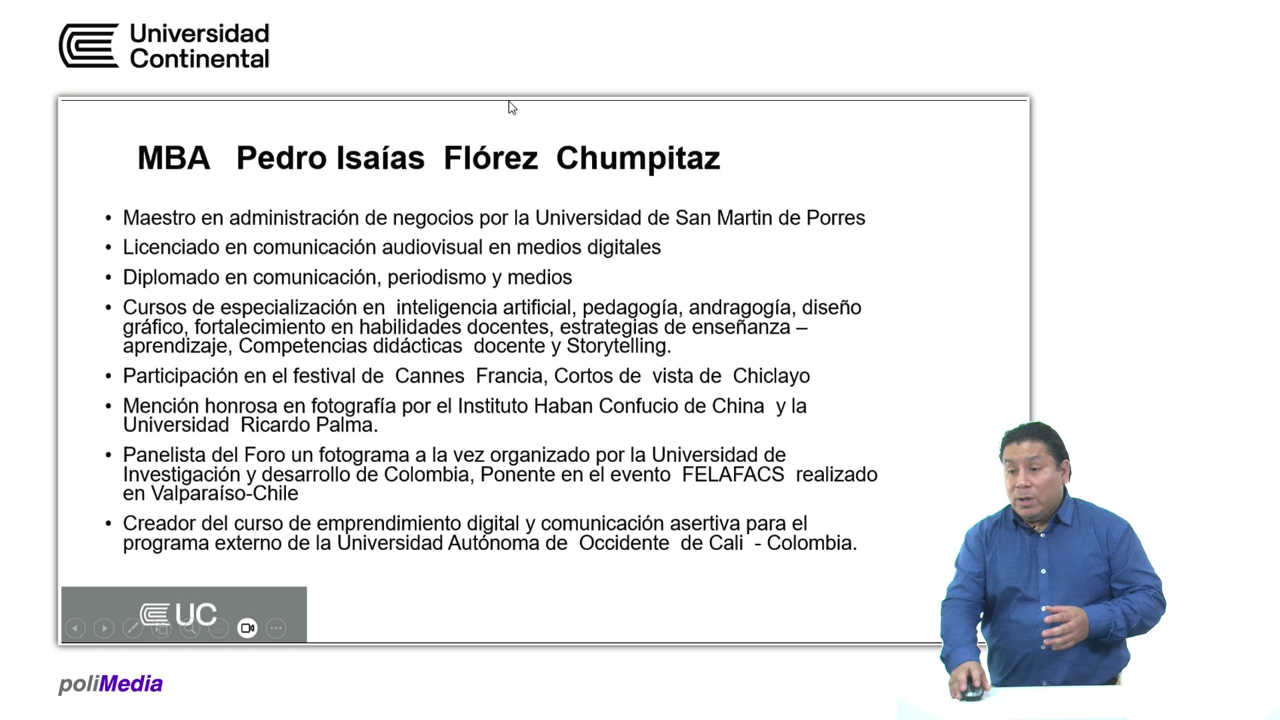 Universidad
Continental
MBA Pedro Isaías Flórez Chumpitaz
• Maestro en administración de negocios por la Universidad de San Martin de Porres
• Licenciado en comunicación audiovisual en medios digitales
• Diplomado en comunicación, periodismo y medios
• Cursos de especialización en inteligencia artificial, pedagogía, andragogía, diseño
gráfico, fortalecimiento en habilidades docentes, estrategias de enseñanza –
aprendizaje, Competencias didácticas docente y Storytelling.
• Participación en el festival de Cannes Francia, Cortos de vista de Chiclayo
• Mención honrosa en fotografía por el Instituto Haban Confucio de China y la
Universidad Ricardo Palma.
• Panelista del Foro un fotograma a la vez organizado por la Universidad de
Investigación y desarrollo de Colombia, Ponente en el evento FELAFACS realizado
en Valparaíso-Chile
• Creador del curso de emprendimiento digital y comunicación asertiva para el
programa externo de la Universidad Autónoma de Occidente de Cali - Colombia.
UC
poliMedia